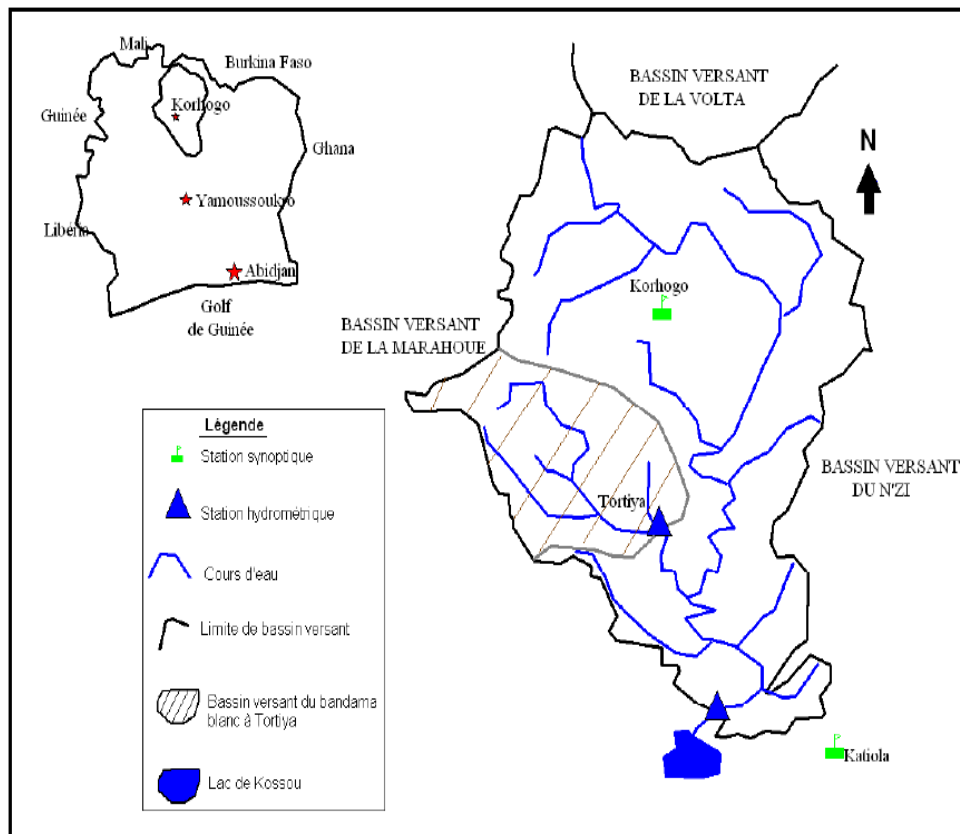 Mali
Burkina Faso
Guinée
Korhogo
Ghana
Yamoussoukro
Libéria
Abidjan
Golf
de Guinée
BASSIN VERSANT
DE LA VOLTA
N
Korhogo
BASSIN VERSANT
DE LA MARAHOUE
BASSIN VERSANT
DU N'ZI
Tortiya
Katiola
Légende
Station synoptique
Station hydrométrique
Cours d'eau
Limite de bassin versant
Bassin versant du bandama
blanc à Tortiya
Lac de Kossou